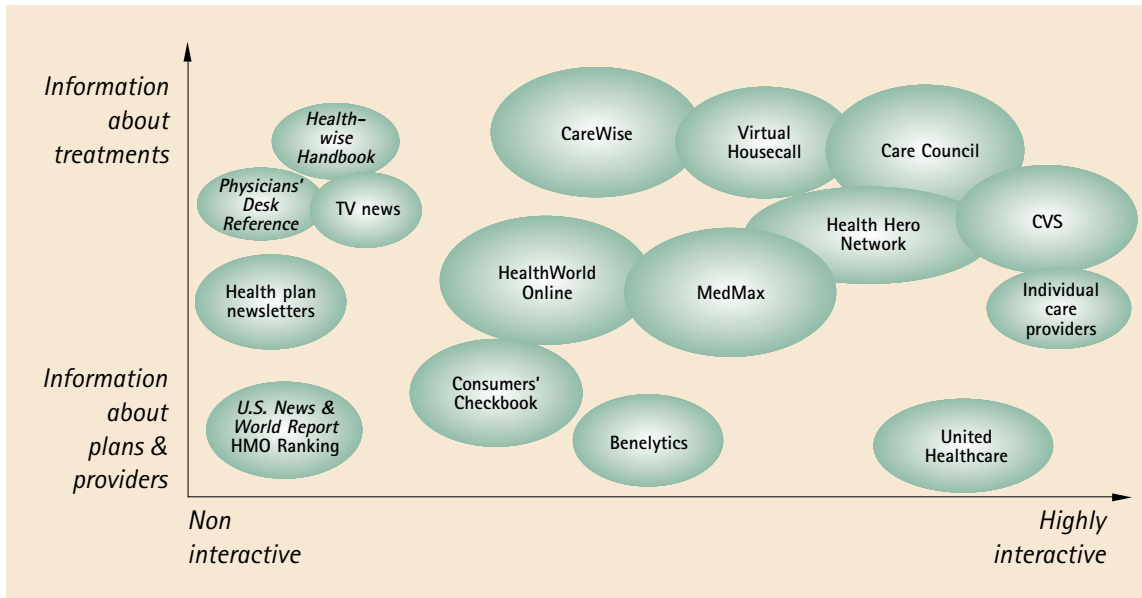 Information
about
treatments
Health-
wise
Handbook
Physicians'
Desk
Reference
TV news
CareWise
Virtual
Housecall
Care Council
CVS
Health Hero
Network
HealthWorld
Online
MedMax
Health plan
newsletters
Individual
care
providers
Information
about
plans &
providers
Consumers'
Checkbook
U.S. News &
World Report
HMO Ranking
Benelytics
United
Healthcare
Non
interactive
Highly
interactive